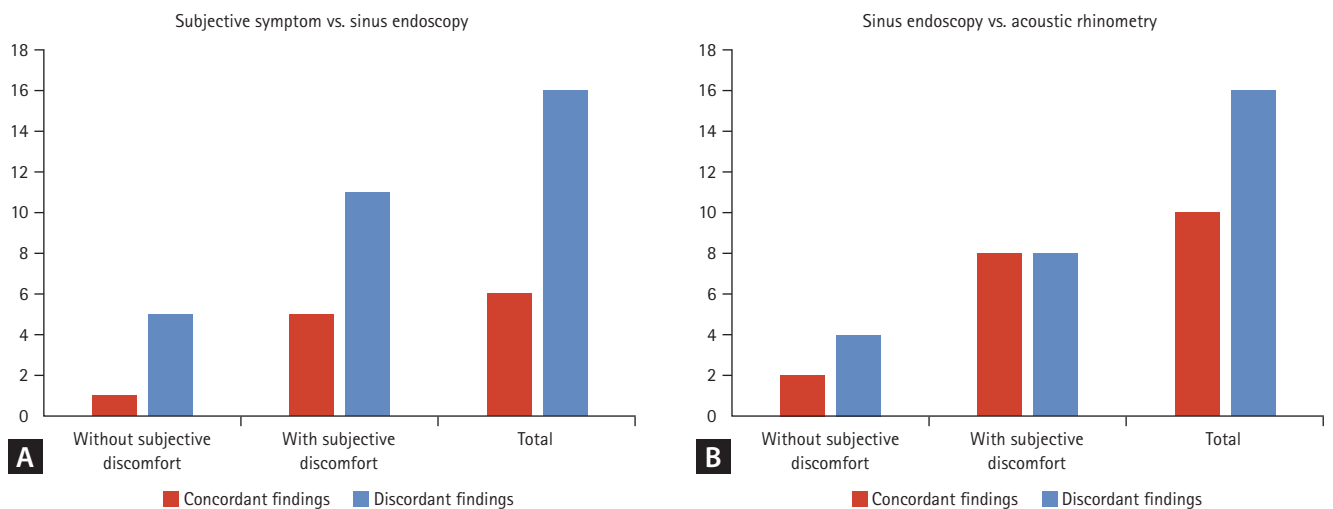 Subjective symptom vs. sinus endoscopy
18
16
14
12
10
8
6
4
2
0
Without subjective
discomfort
With subjective
discomfort
Total
A
Concordant findings
Discordant findings
Sinus endoscopy vs. acoustic rhinometry
18
16
14
12
10
8
6
4
2
0
Without subjective
discomfort
With subjective
discomfort
Total
B
Concordant findings
Discordant findings